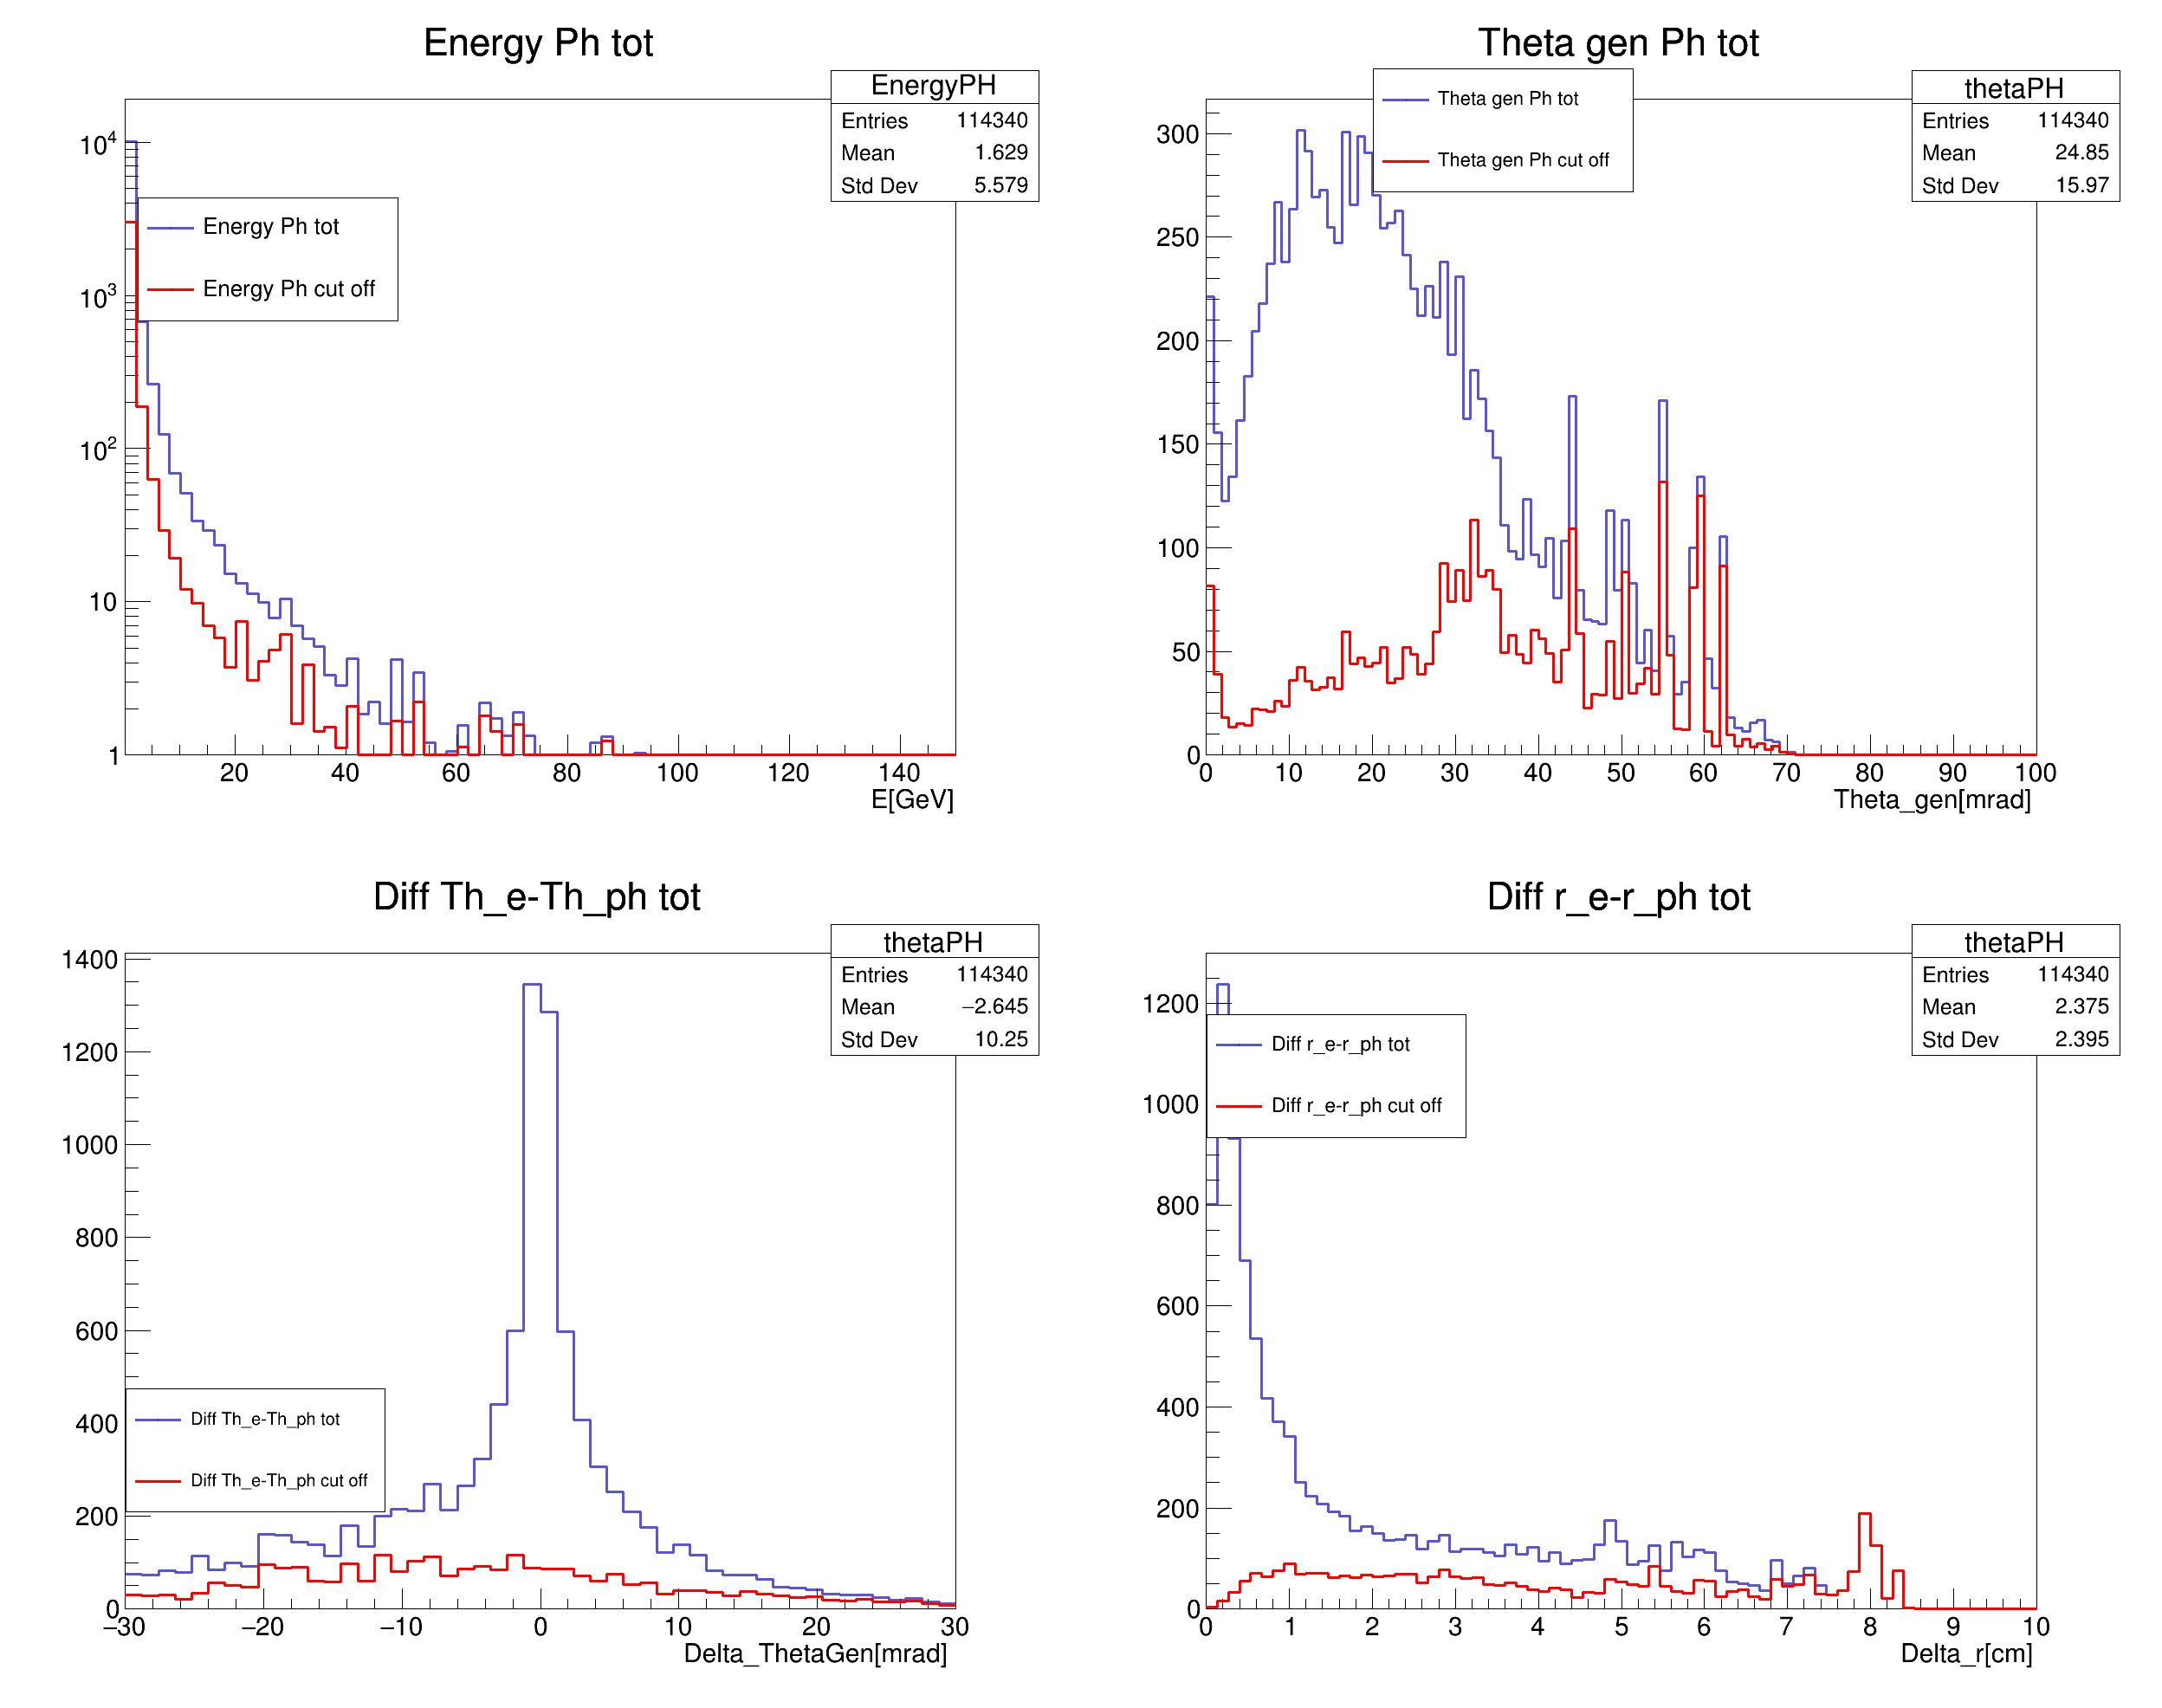 Energy Ph tot
EnergyPH
Entries 114340
Mean 1.629
Std Dev 5.579
Energy Ph tot
Energy Ph cut off
10^4
10^3
10^2
10
1
20 40 60 80 100 120 140
E[GeV]
Theta gen Ph tot
Theta gen Ph tot
Theta gen Ph cut off
thetaPH
Entries 114340
Mean 24.85
Std Dev 15.97
300
250
200
150
100
50
0
0 10 20 30 40 50 60 70 80 90 100
Theta_gen[mrad]
Diff Th_e-Th_ph tot
thetaPH
Entries 114340
Mean −2.645
Std Dev 10.25
1400
1200
1000
800
600
400
200
0
Diff Th_e-Th_ph tot
Diff Th_e-Th_ph cut off
−30 −20 −10 0 10 20 30
Delta_ThetaGen[mrad]
Diff r_e-r_ph tot
thetaPH
Entries 114340
Mean 2.375
Std Dev 2.395
Diff r_e-r_ph tot
Diff r_e-r_ph cut off
1200
1000
800
600
400
200
0
0 1 2 3 4 5 6 7 8 9 10
Delta_r[cm]